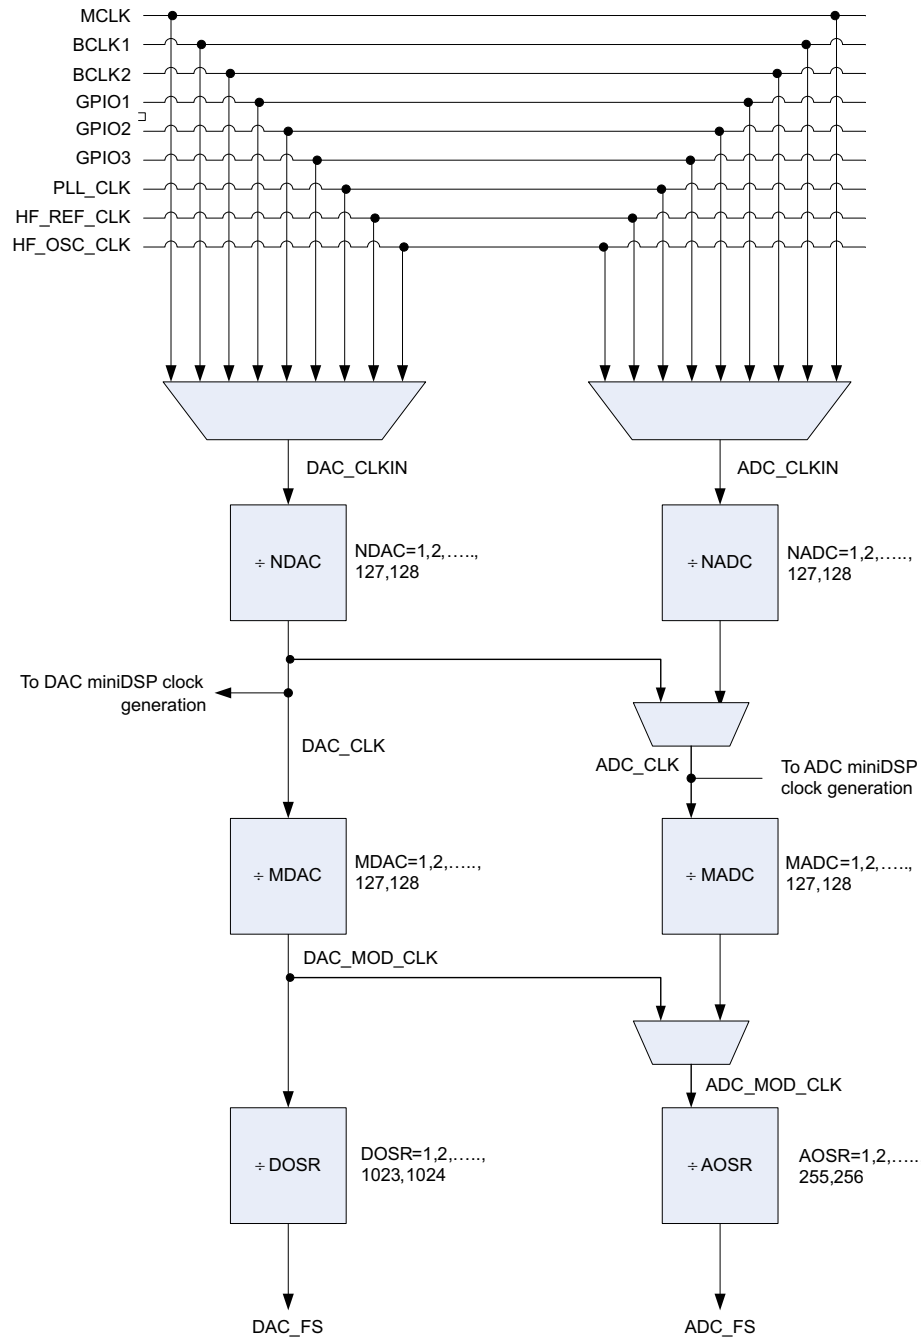 MCLK
BCLK1
BCLK2
GPIO1
GPIO2
GPIO3
PLL_CLK
HF_REF_CLK
HF_OSC_CLK
DAC_CLKIN
ADC_CLKIN
÷ NDAC
NDAC=1,2,…..,
127,128
÷ NADC
NADC=1,2,…..,
127,128
To DAC miniDSP clock
generation
DAC_CLK
ADC_CLK
To ADC miniDSP
clock generation
÷ MDAC
MDAC=1,2,…..,
127,128
÷ MADC
MADC=1,2,…..,
127,128
DAC_MOD_CLK
ADC_MOD_CLK
÷ DOSR
DOSR=1,2,…..,
1023,1024
÷ AOSR
AOSR=1,2,…..
255,256
DAC_FS
ADC_FS